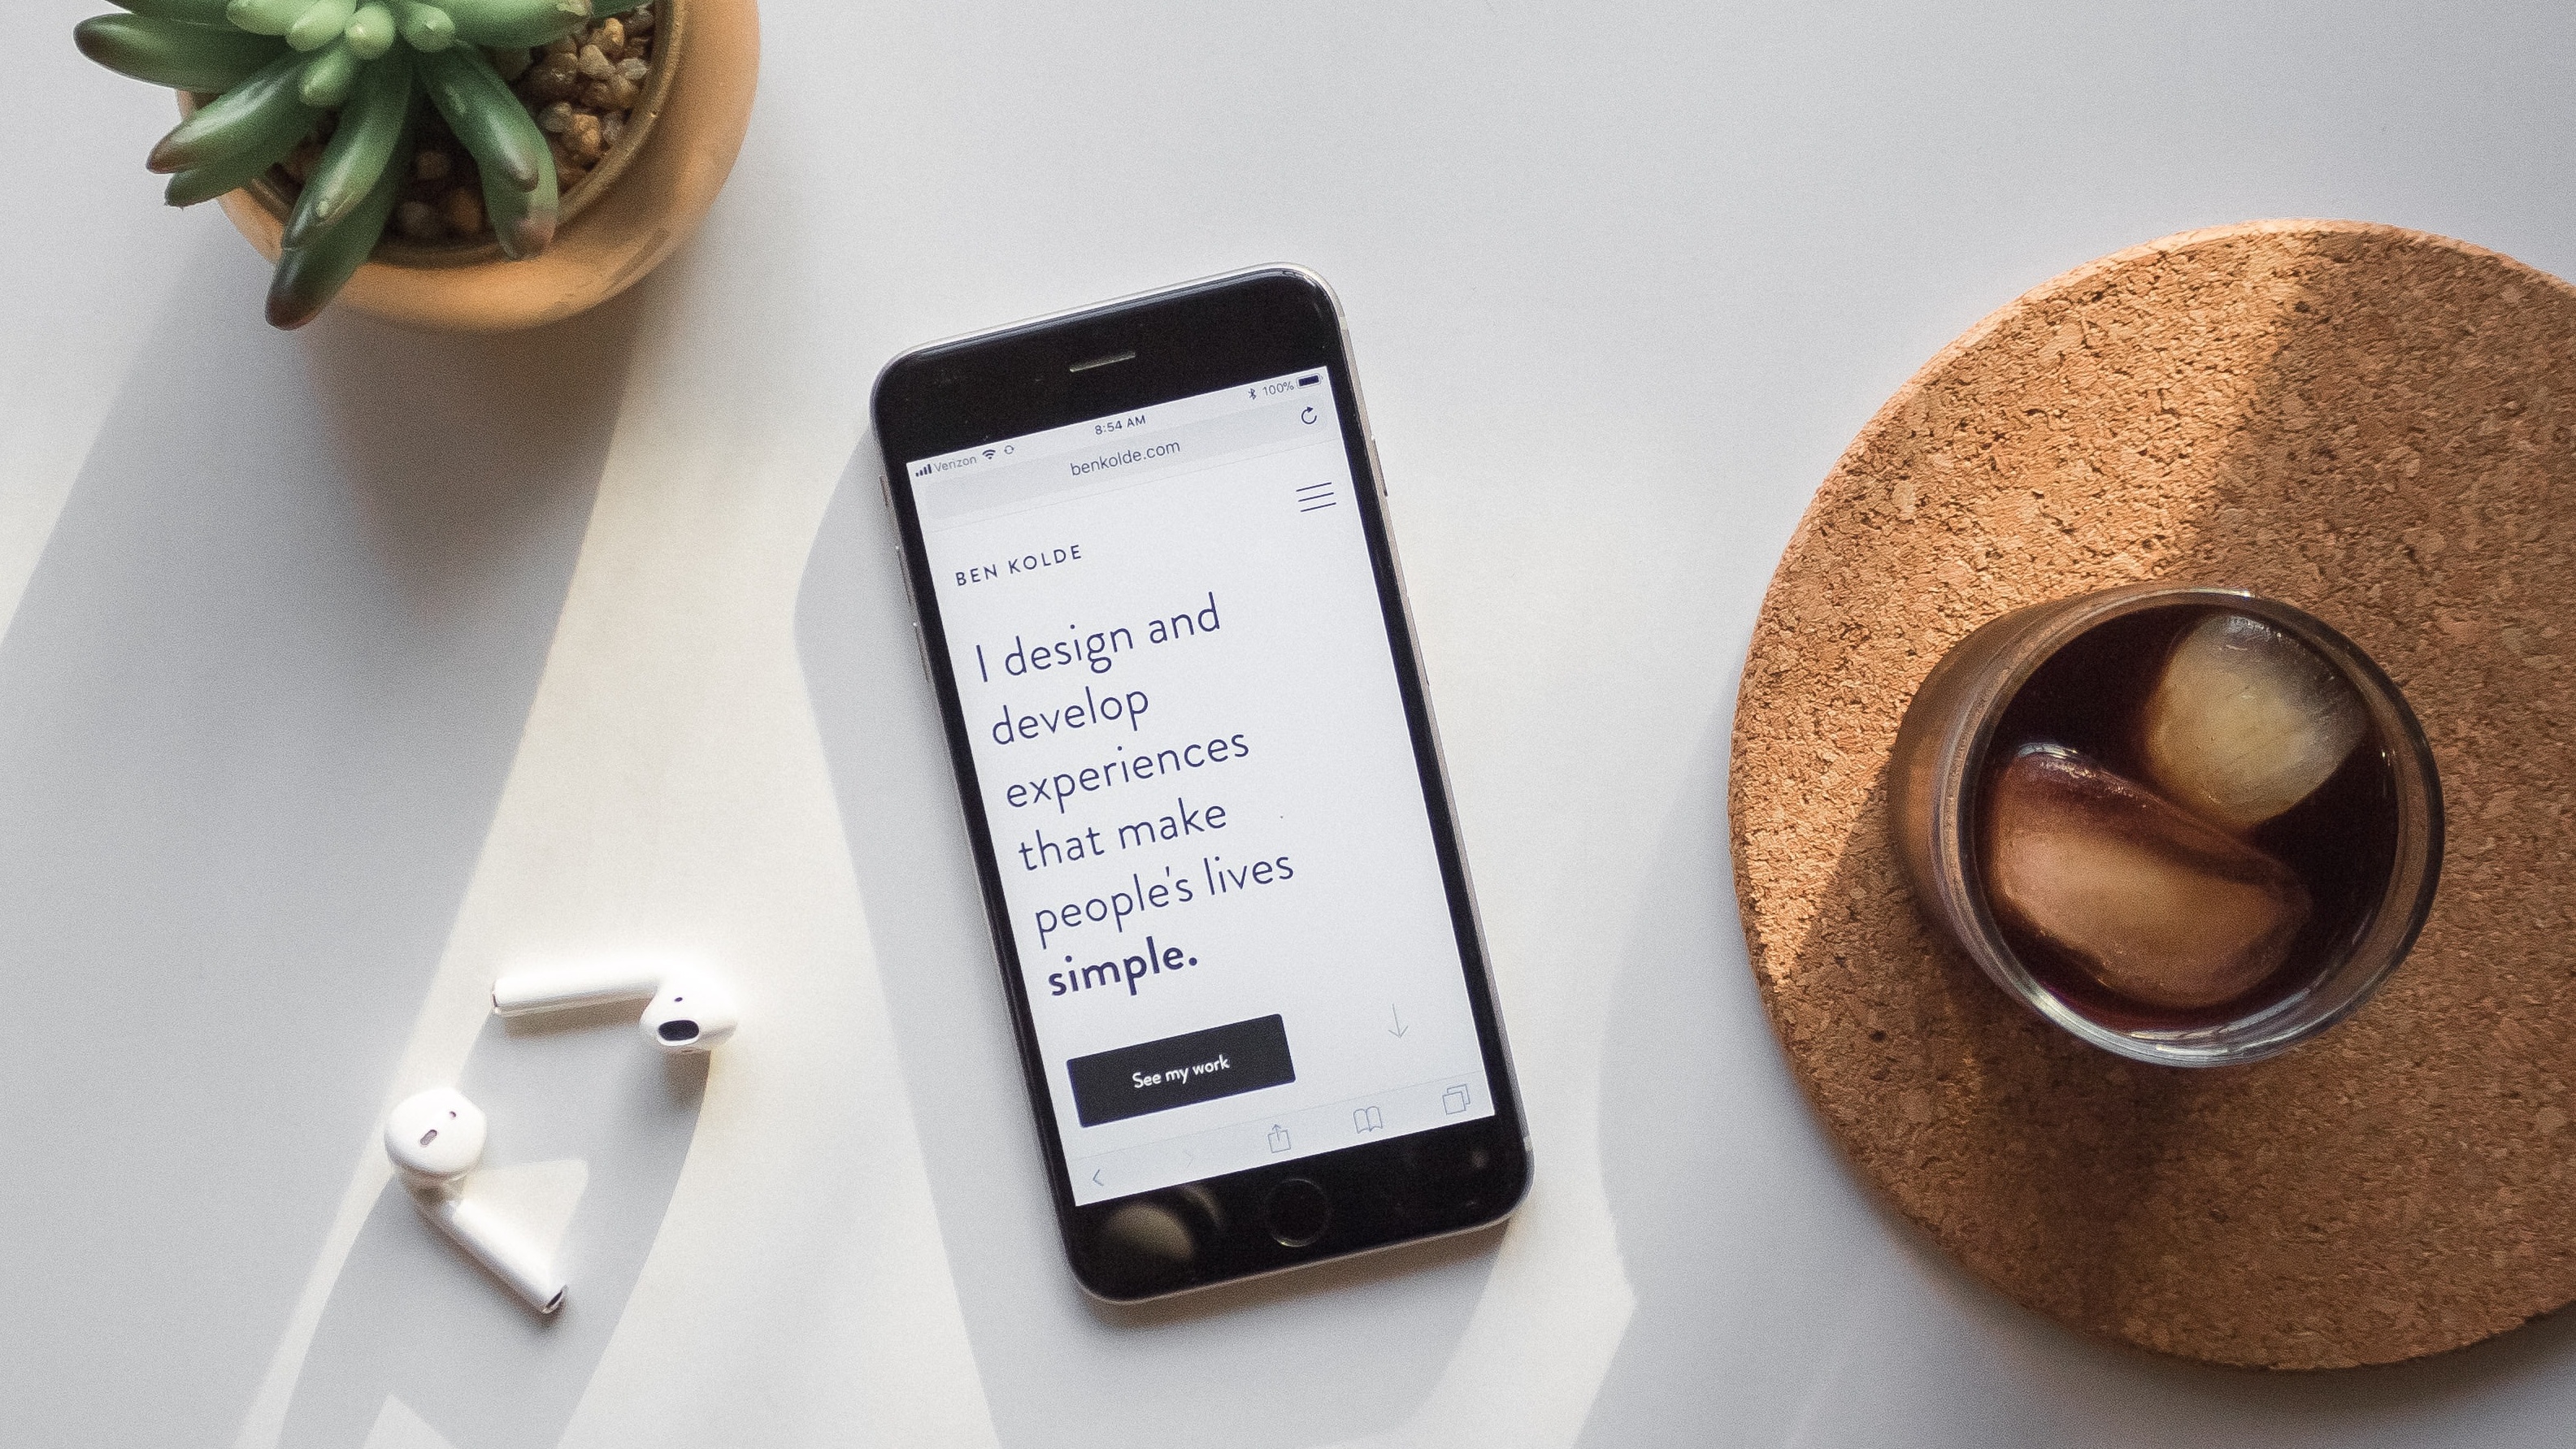 Verizon 8:54 AM 100%
benkolde.com
BEN KOLDE
I design and
develop
experiences
that make
people's lives
simple.
See my work